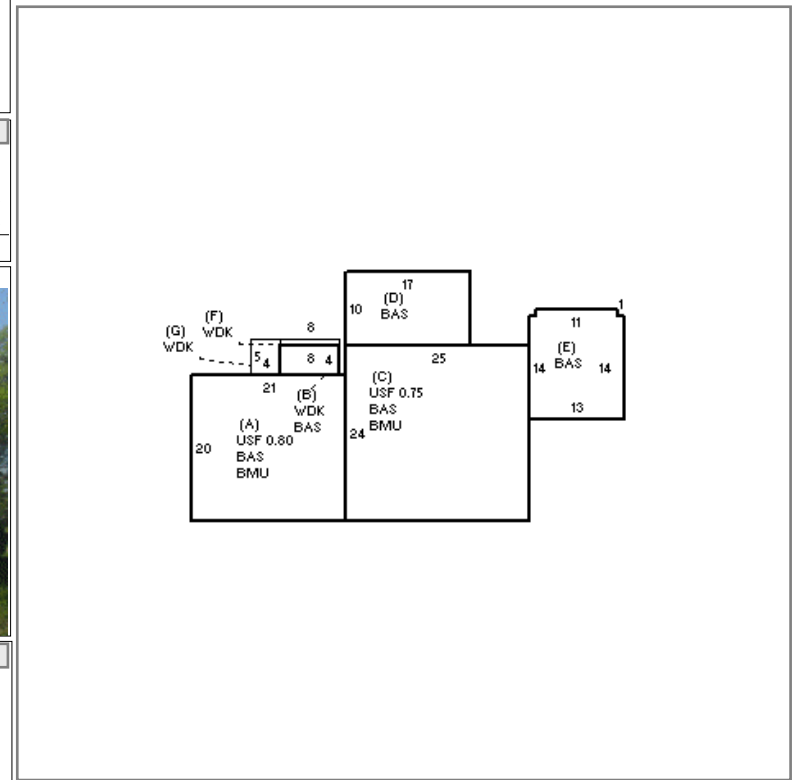 17
(D)
BAS
10
1
11
(E)
BAS
14
14
13
(F)
WDK
(G)
WDK
8
5
4
8
4
25
21
(B)
WDK
BAS
(C)
USF 0.75
BAS
BMU
24
(A)
USF 0.80
BAS
BMU
20